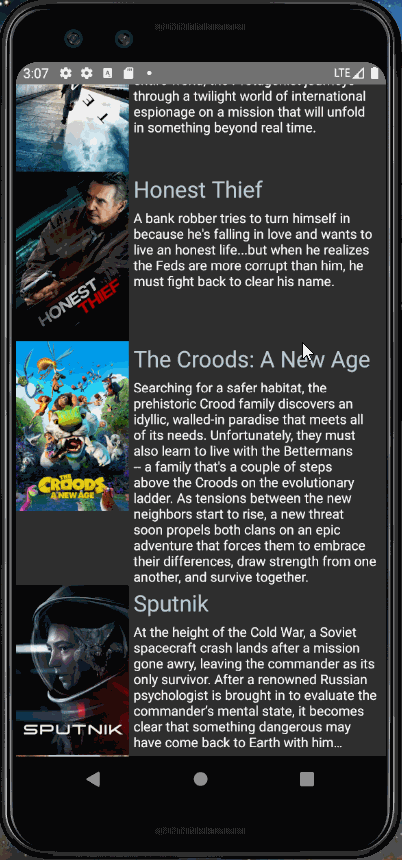 3:07
LTE
through a twilight world of international
espionage on a mission that will unfold
in something beyond real time.
Honest Thief
A bank robber tries to turn himself in
because he's falling in love and wants to
live an honest life...but when he realizes
the Feds are more corrupt than him, he
must fight back to clear his name.
HONEST
THIEF
The Croods: A New Age
Searching for a safer habitat, the
prehistoric Crood family discovers an
idyllic, walled-in paradise that meets all
of its needs. Unfortunately, they must
also learn to live with the Bettermans
-- a family that's a couple of steps
above the Croods on the evolutionary
ladder. As tensions between the new
neighbors start to rise, a new threat
soon propels both clans on an epic
adventure that forces them to embrace
their differences, draw strength from one
another, and survive together.
THE
CROODS
A NEW AGE
Sputnik
At the height of the Cold War, a Soviet
spacecraft crash lands after a mission
gone awry, leaving the commander as its
only survivor. After a renowned Russian
psychologist is brought in to evaluate the
commander's mental state, it becomes
clear that something dangerous may
have come back to Earth with him…
SPUTNIK